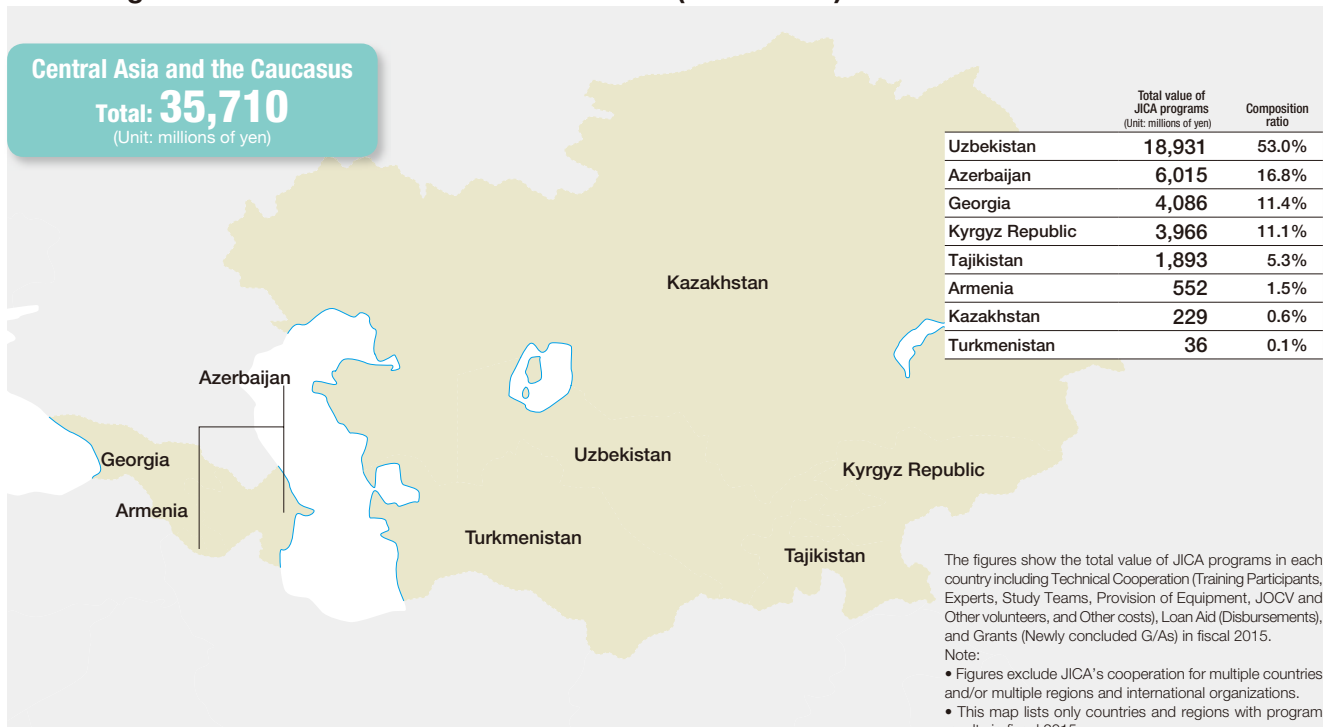 Central Asia and the Caucasus
Total: 35,710
(Unit: millions of yen)
Total value of
JICA programs
(Unit: millions of yen)
Composition
ratio
Uzbekistan 18,931 53.0%
Azerbaijan 6,015 16.8%
Georgia 4,086 11.4%
Kyrgyz Republic 3,966 11.1%
Tajikistan 1,893 5.3%
Armenia 552 1.5%
Kazakhstan 229 0.6%
Turkmenistan 36 0.1%
Kazakhstan
Azerbaijan
Georgia
Uzbekistan
Kyrgyz Republic
Armenia
Turkmenistan
Tajikistan
The figures show the total value of JICA programs in each
country including Technical Cooperation (Training Participants,
Experts, Study Teams, Provision of Equipment, JOCV and
Other volunteers, and Other costs), Loan Aid (Disbursements),
and Grants (Newly concluded G/As) in fiscal 2015.
Note:
• Figures exclude JICA's cooperation for multiple countries
and/or multiple regions and international organizations.
• This map lists only countries and regions with program